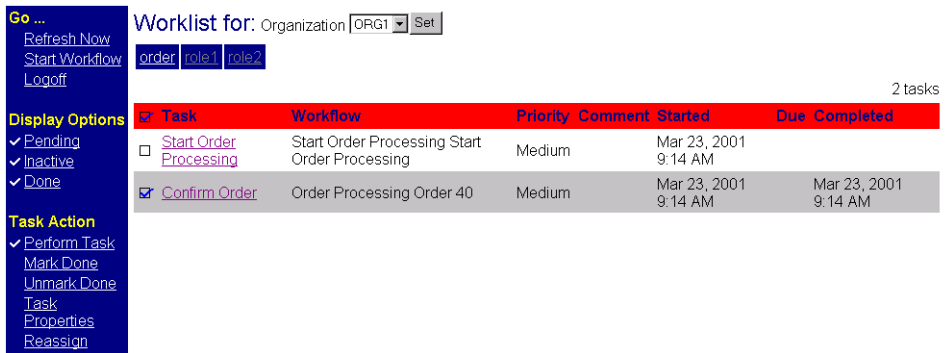 Go ...
Refresh Now
Start Workflow
Logoff
Display Options
Pending
Inactive
Done
Task Action
Perform Task
Mark Done
Unmark Done
Task
Properties
Reassign
Worklist for: Organization ORG1 Set
order role1 role2
2 tasks
Task Workflow Priority Comment Started Due Completed
Start Order Processing Start Order Processing Start Order Processing Medium Mar 23, 2001 9:14 AM
Confirm Order Order Processing Order 40 Medium Mar 23, 2001 9:14 AM Mar 23, 2001 9:14 AM